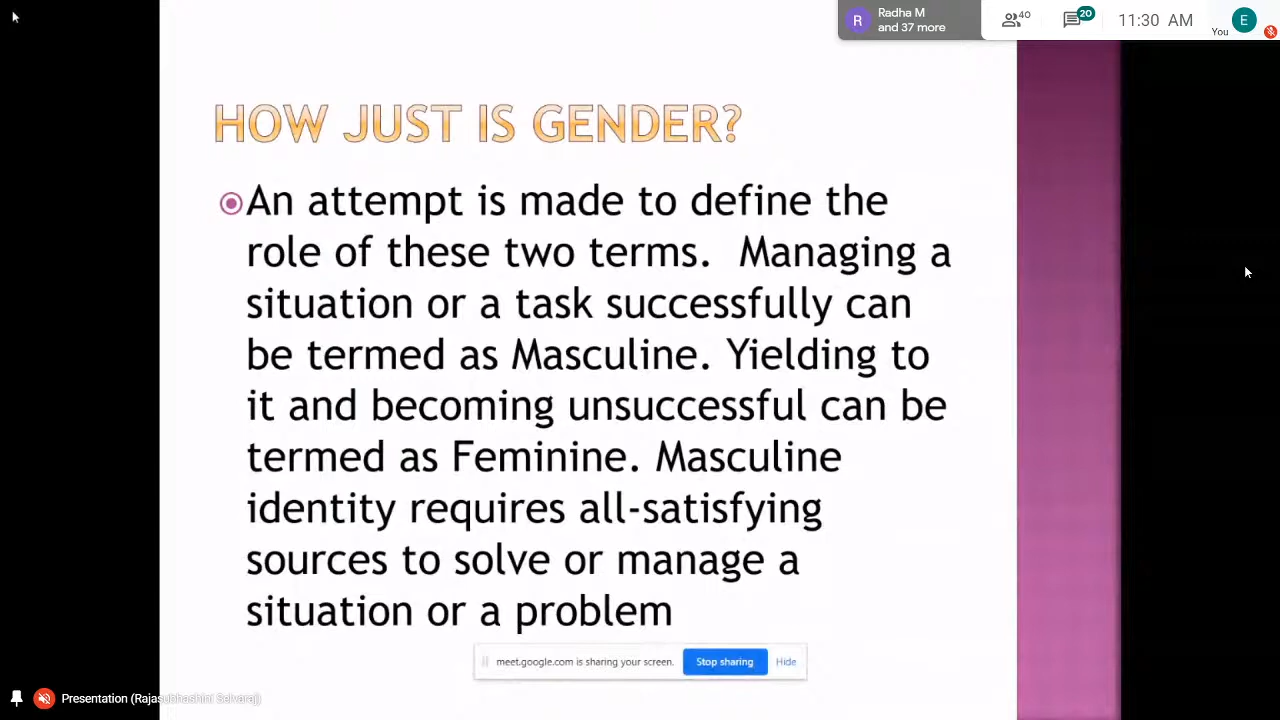 Radha M
and 37 more
40
20
11:30 AM
You
E
R
HOW JUST IS GENDER?
An attempt is made to define the
role of these two terms. Managing a
situation or a task successfully can
be termed as Masculine. Yielding to
it and becoming unsuccessful can be
termed as Feminine. Masculine
identity requires all-satisfying
sources to solve or manage a
situation or a problem
meet.google.com is sharing your screen.
Stop sharing
Hide
Presentation (Rajasubhashini Selvaraj)